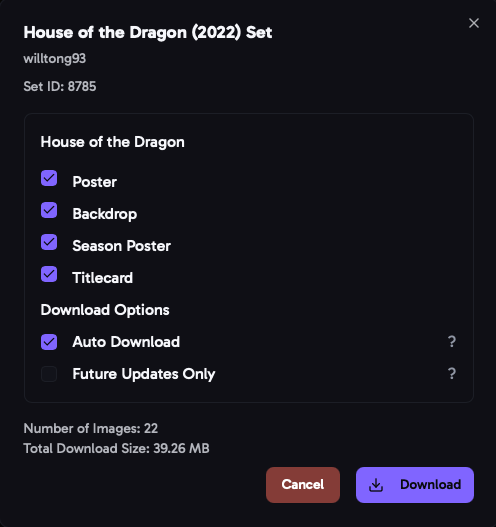 House of the Dragon (2022) Set
willtong93
Set ID: 8785
House of the Dragon
Poster
Backdrop
Season Poster
Titlecard
Download Options
Auto Download ?
Future Updates Only ?
Number of Images: 22
Total Download Size: 39.26 MB
Cancel Download